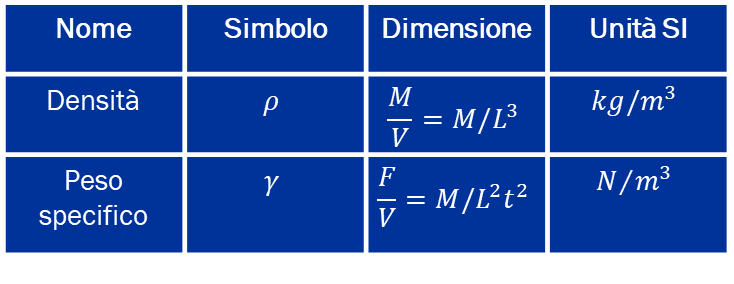 Nome Simbolo Dimensione Unità SI
Densità ρ M/V = M/L³ kg/m³
Peso specifico γ F/V = M/L²t² N/m³